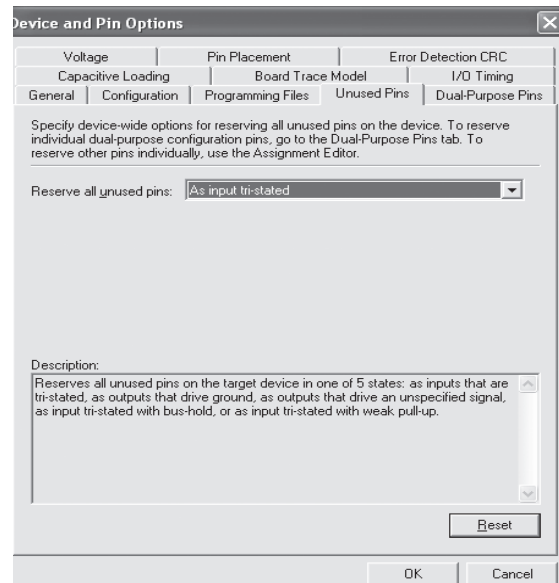 Device and Pin Options
Voltage Pin Placement Error Detection CRC
Capacitive Loading Board Trace Model I/O Timing
General Configuration Programming Files Unused Pins Dual-Purpose Pins
Specify device-wide options for reserving all unused pins on the device. To reserve
individual dual-purpose configuration pins, go to the Dual-Purpose Pins tab. To
reserve other pins individually, use the Assignment Editor.
Reserve all unused pins: As input tri-stated
Description:
Reserves all unused pins on the target device in one of 5 states: as inputs that are
tri-stated, as outputs that drive ground, as outputs that drive an unspecified signal,
as input tri-stated with bus-hold, or as input tri-stated with weak pull-up.
Reset
OK Cancel